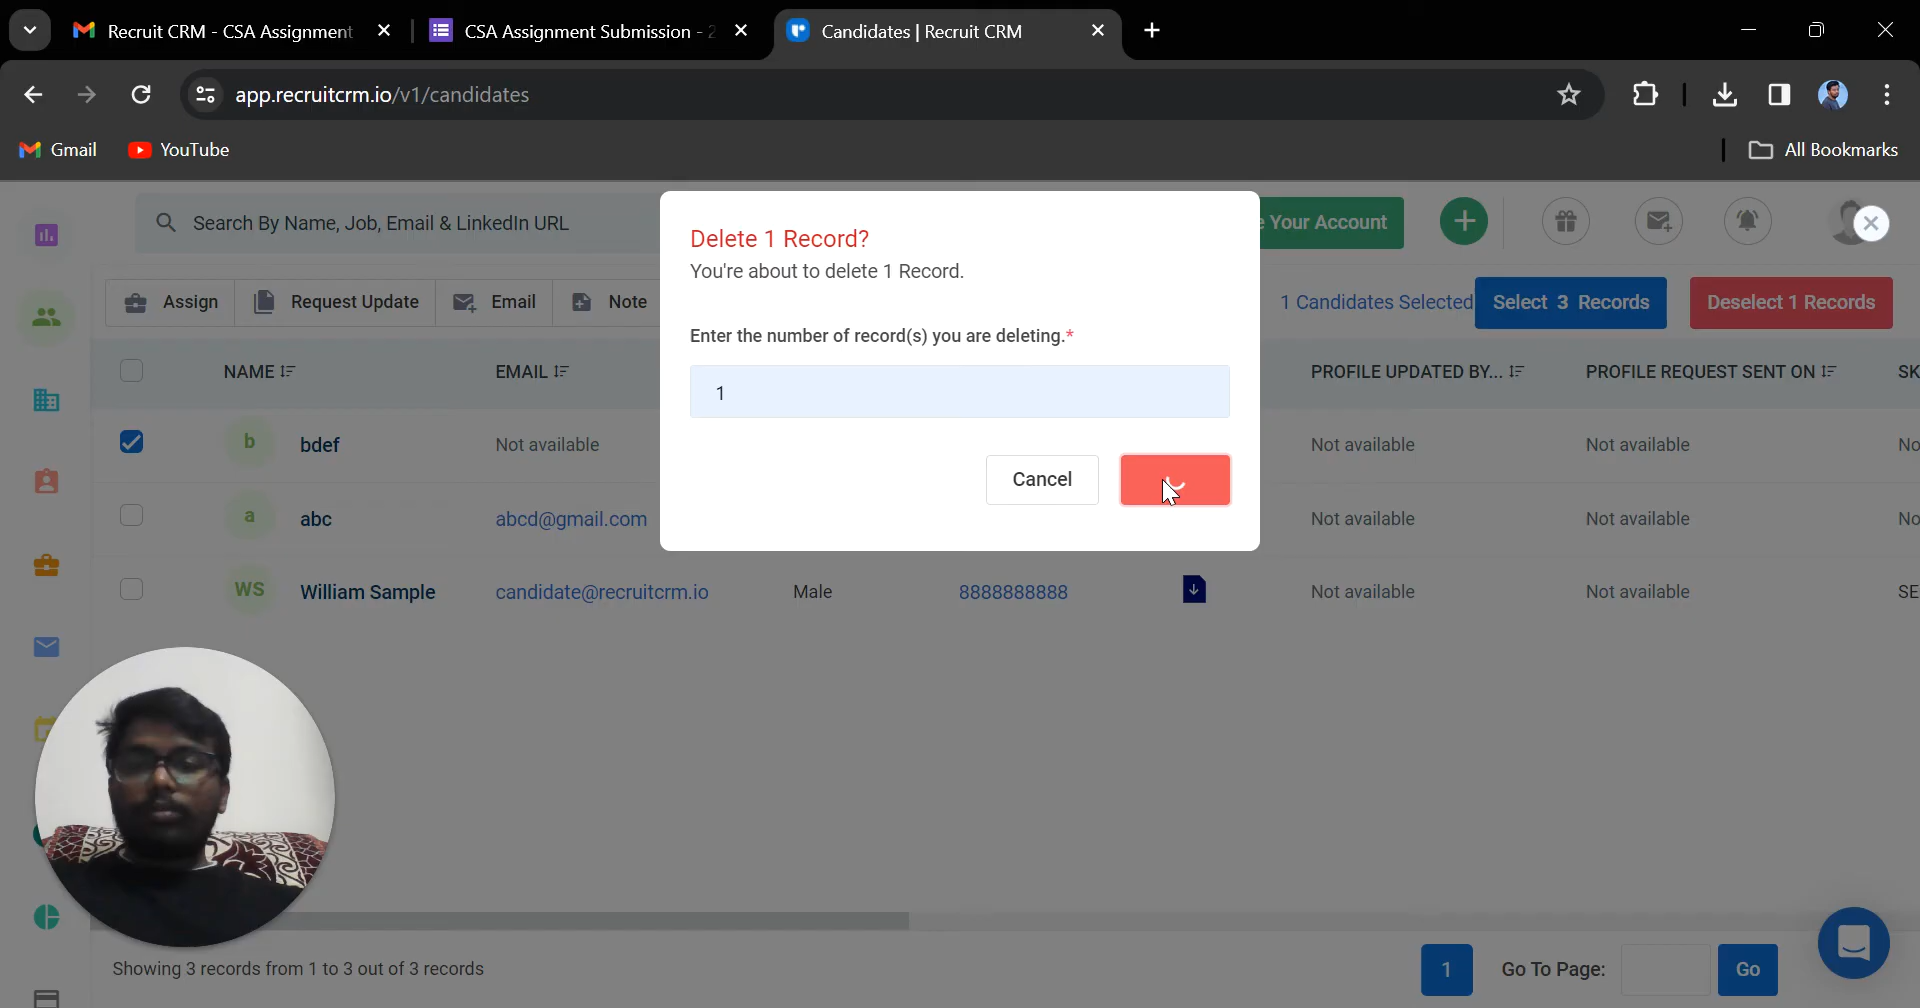 Recruit CRM - CSA Assignment
CSA Assignment Submission - 2
Candidates | Recruit CRM
app.recruitcrm.io/v1/candidates
Gmail
YouTube
All Bookmarks
Search By Name, Job, Email & LinkedIn URL
e Your Account
Delete 1 Record?
You're about to delete 1 Record.
Assign
Request Update
Email
Note
1 Candidates Selected
Select 3 Records
Deselect 1 Records
Enter the number of record(s) you are deleting.*
1
Cancel
NAME
EMAIL
PROFILE UPDATED BY...
PROFILE REQUEST SENT ON
SK
b
bdef
Not available
Not available
Not available
No
a
abc
abcd@gmail.com
Not available
Not available
No
WS
William Sample
candidate@recruitcrm.io
Male
8888888888
Not available
Not available
SE
Showing 3 records from 1 to 3 out of 3 records
1
Go To Page:
Go